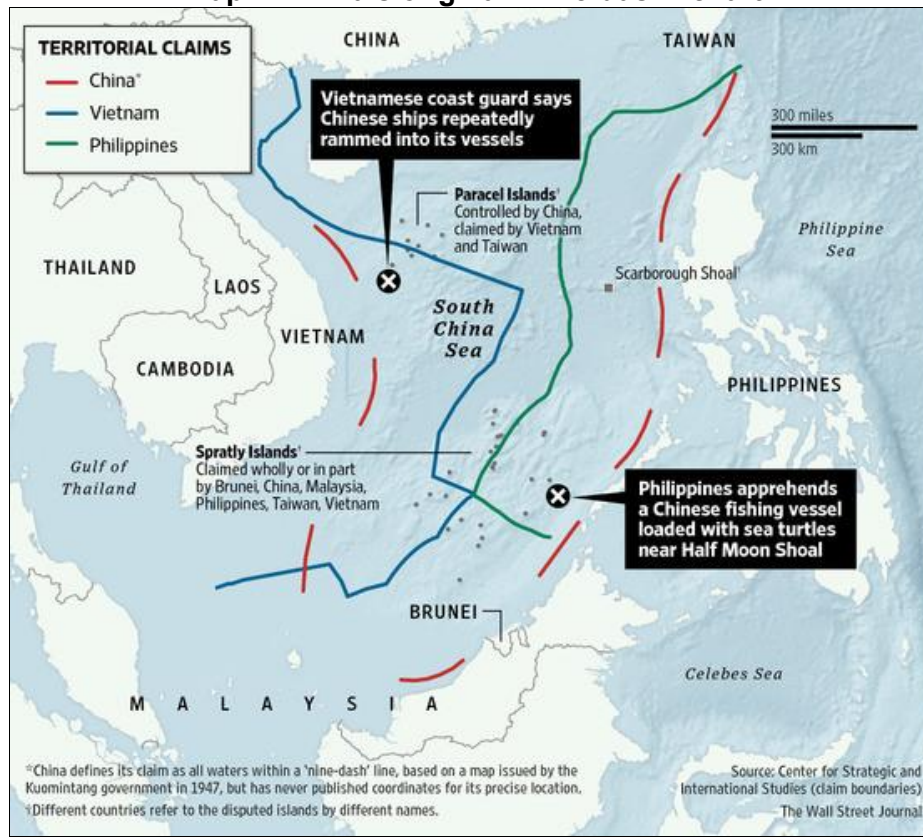 TERRITORIAL CLAIMS
China*
Vietnam
Philippines
CHINA
TAIWAN
Vietnamese coast guard says
Chinese ships repeatedly
rammed into its vessels
300 miles
300 km
Paracel Islands†
Controlled by China,
claimed by Vietnam
and Taiwan
Philippine
Sea
THAILAND
LAOS
Scarborough Shoal†
South
China
Sea
VIETNAM
CAMBODIA
PHILIPPINES
Gulf of
Thailand
Spratly Islands†
Claimed wholly or in part
by Brunei, China, Malaysia,
Philippines, Taiwan, Vietnam
Philippines apprehends
a Chinese fishing vessel
loaded with sea turtles
near Half Moon Shoal
BRUNEI
Celebes Sea
MALAYSIA
*China defines its claim as all waters within a 'nine-dash' line, based on a map issued by the
Kuomintang government in 1947, but has never published coordinates for its precise location.
†Different countries refer to the disputed islands by different names.
Source: Center for Strategic and
International Studies (claim boundaries)
The Wall Street Journal